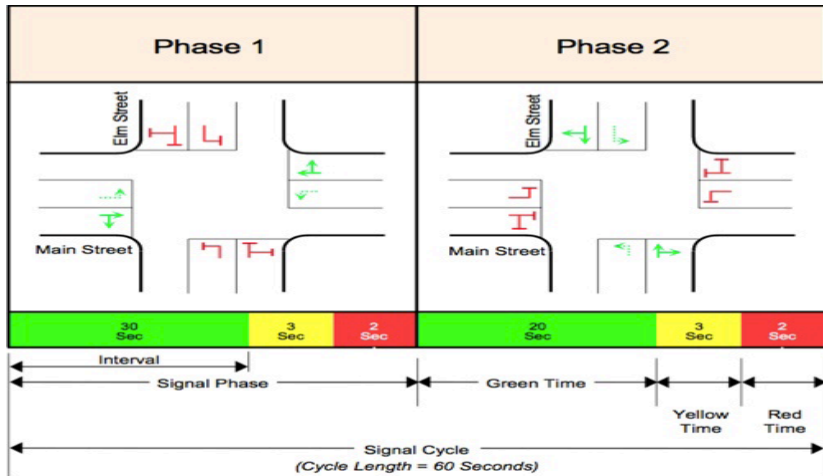 Phase 1
Phase 2
Elm Street
Elm Street
Main Street
Main Street
30
Sec
3
Sec
2
Sec
20
Sec
3
Sec
2
Sec
Interval
Signal Phase
Green Time
Yellow
Time
Red
Time
Signal Cycle
(Cycle Length = 60 Seconds)